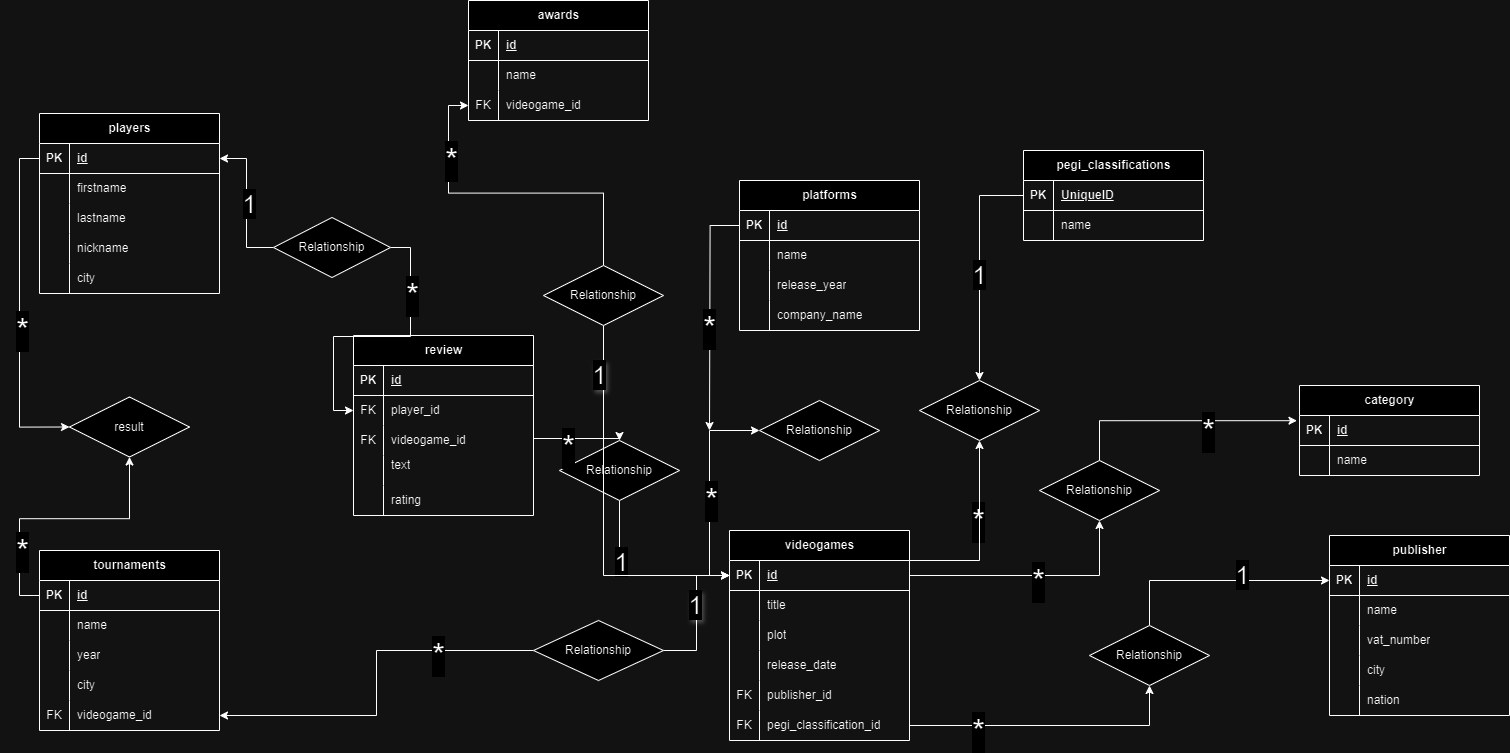 awards
PK id
name
FK videogame_id
players
PK id
firstname
lastname
nickname
city
*
1
Relationship
*
*
pegi_classifications
PK UniqueID
name
platforms
PK id
name
release_year
company_name
Relationship
1
*
1
review
PK id
FK player_id
FK videogame_id
text
rating
*
Relationship
1
result
Relationship
*
Relationship
*
category
PK id
name
*
Relationship
*
*
tournaments
PK id
name
year
city
FK videogame_id
*
Relationship
1
videogames
PK id
title
plot
release_date
FK publisher_id
FK pegi_classification_id
*
Relationship
1
publisher
PK id
name
vat_number
city
nation